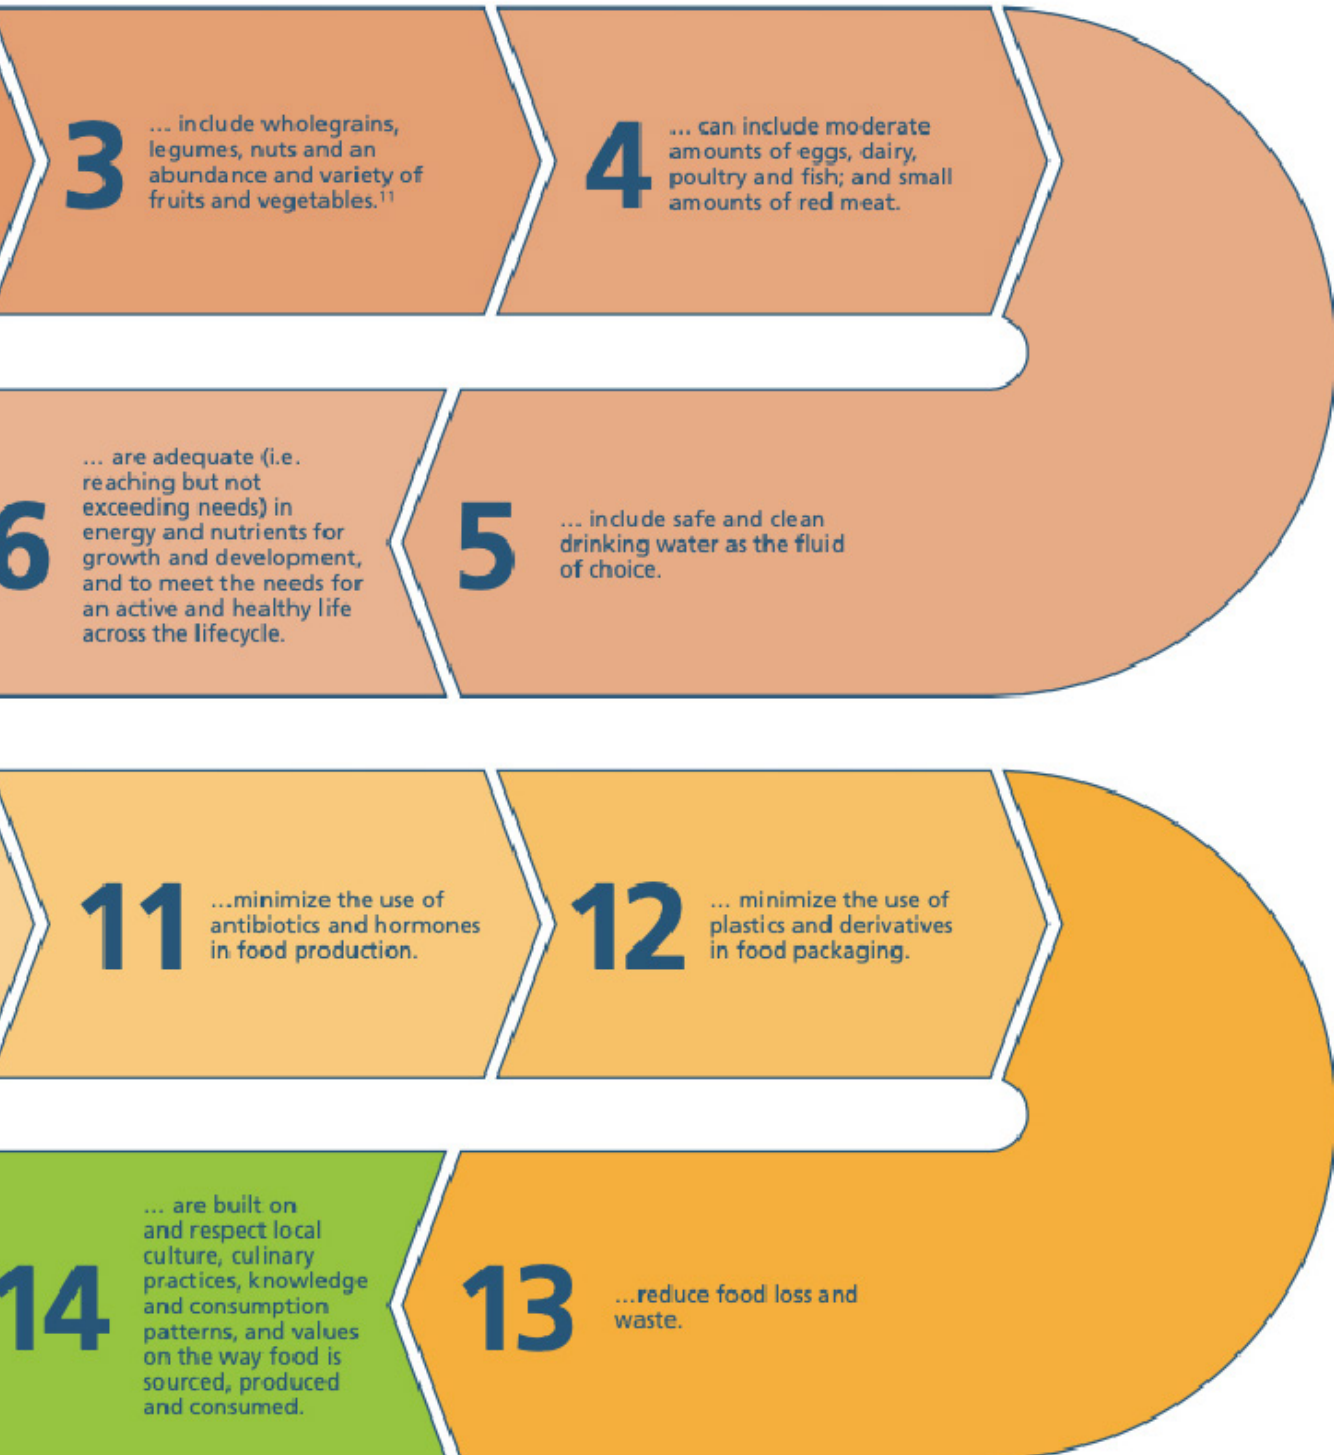 3
... include wholegrains,
legumes, nuts and an
abundance and variety of
fruits and vegetables.¹¹
4
... can include moderate
amounts of eggs, dairy,
poultry and fish; and small
amounts of red meat.
5
... include safe and clean
drinking water as the fluid
of choice.
6
... are adequate (i.e.
reaching but not
exceeding needs) in
energy and nutrients for
growth and development,
and to meet the needs for
an active and healthy life
across the lifecycle.
11
...minimize the use of
antibiotics and hormones
in food production.
12
... minimize the use of
plastics and derivatives
in food packaging.
13
...reduce food loss and
waste.
14
... are built on
and respect local
culture, culinary
practices, knowledge
and consumption
patterns, and values
on the way food is
sourced, produced
and consumed.